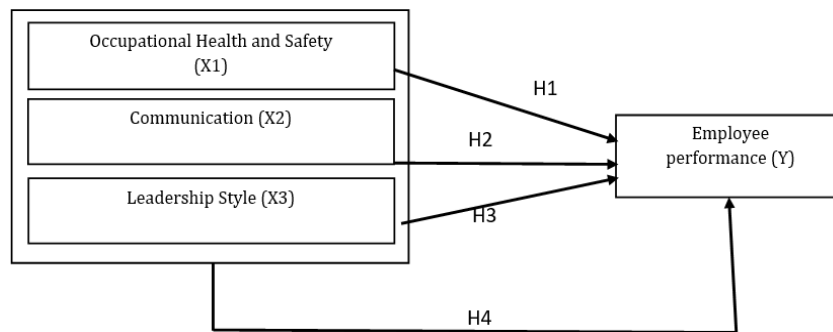 Occupational Health and Safety
(X1)
H1
Communication (X2)
H2
Employee
performance (Y)
Leadership Style (X3)
H3
H4